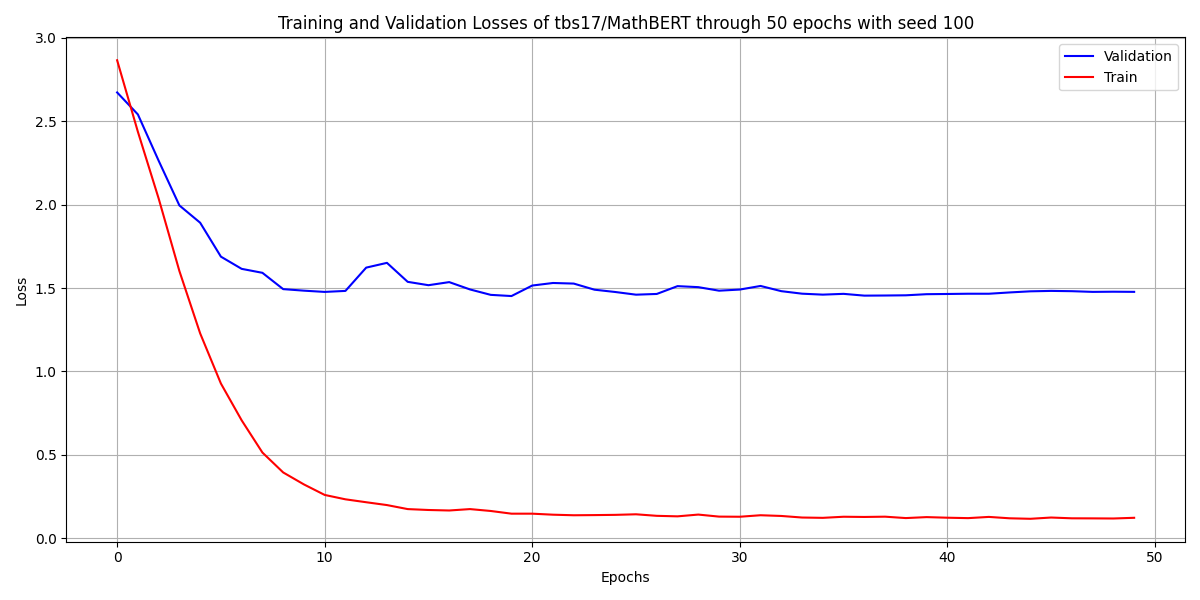 Training and Validation Losses of tbs17/MathBERT through 50 epochs with seed 100
Validation
Train
3.0
2.5
2.0
1.5
1.0
0.5
0.0
Loss
0 10 20 30 40 50
Epochs